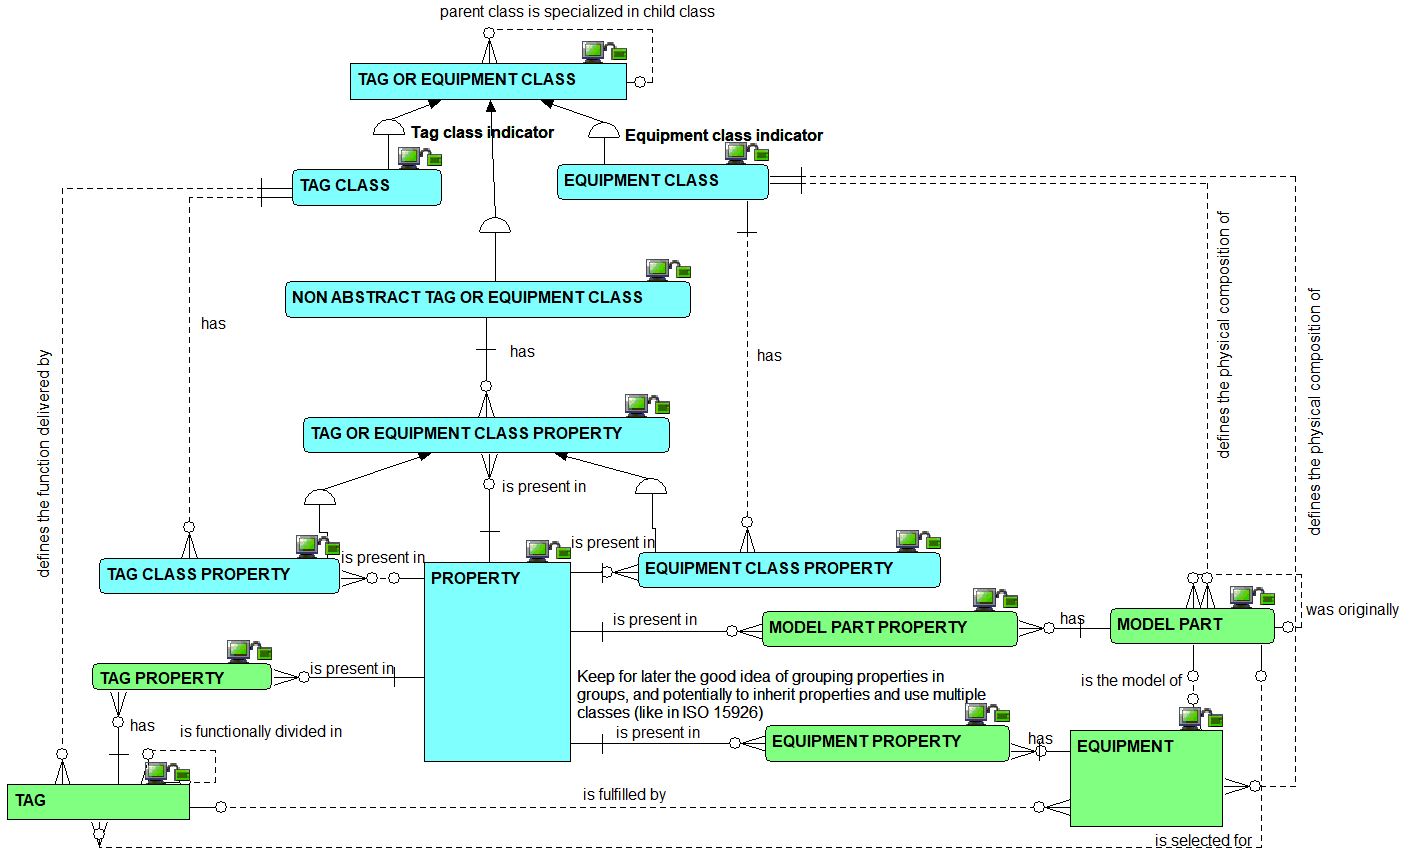 parent class is specialized in child class
TAG OR EQUIPMENT CLASS
Tag class indicator
Equipment class indicator
TAG CLASS
EQUIPMENT CLASS
NON ABSTRACT TAG OR EQUIPMENT CLASS
has
has
has
defines the function delivered by
defines the physical composition of
defines the physical composition of
TAG OR EQUIPMENT CLASS PROPERTY
is present in
is present in
is present in
TAG CLASS PROPERTY
PROPERTY
EQUIPMENT CLASS PROPERTY
is present in
MODEL PART PROPERTY
has
MODEL PART
was originally
TAG PROPERTY
is present in
Keep for later the good idea of grouping properties in
groups, and potentially to inherit properties and use multiple
classes (like in ISO 15926)
is the model of
has
is functionally divided in
is present in
EQUIPMENT PROPERTY
has
EQUIPMENT
TAG
is fulfilled by
is selected for